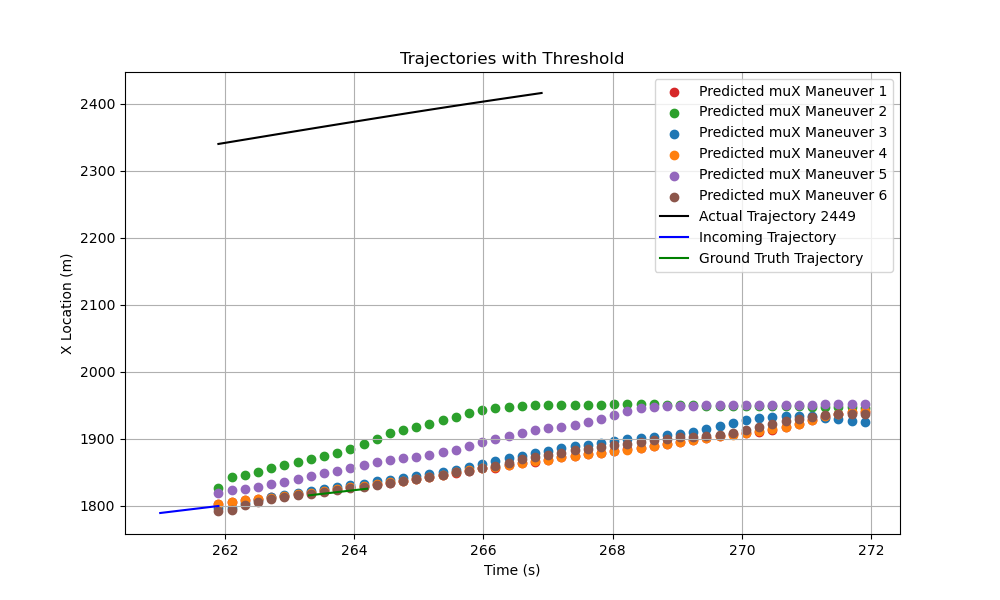 Trajectories with Threshold
Predicted muX Maneuver 1
Predicted muX Maneuver 2
Predicted muX Maneuver 3
Predicted muX Maneuver 4
Predicted muX Maneuver 5
Predicted muX Maneuver 6
Actual Trajectory 2449
Incoming Trajectory
Ground Truth Trajectory
X Location (m)
2400
2300
2200
2100
2000
1900
1800
262 264 266 268 270 272
Time (s)